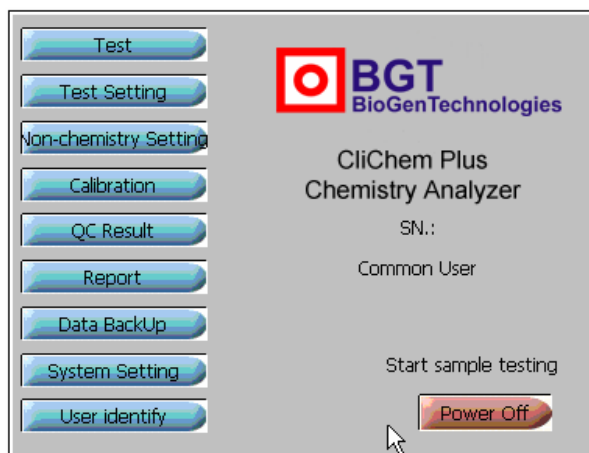 Test
Test Setting
Non-chemistry Setting
Calibration
QC Result
Report
Data BackUp
System Setting
User identify
BGT
BioGenTechnologies
CliChem Plus
Chemistry Analyzer
SN.:
Common User
Start sample testing
Power Off